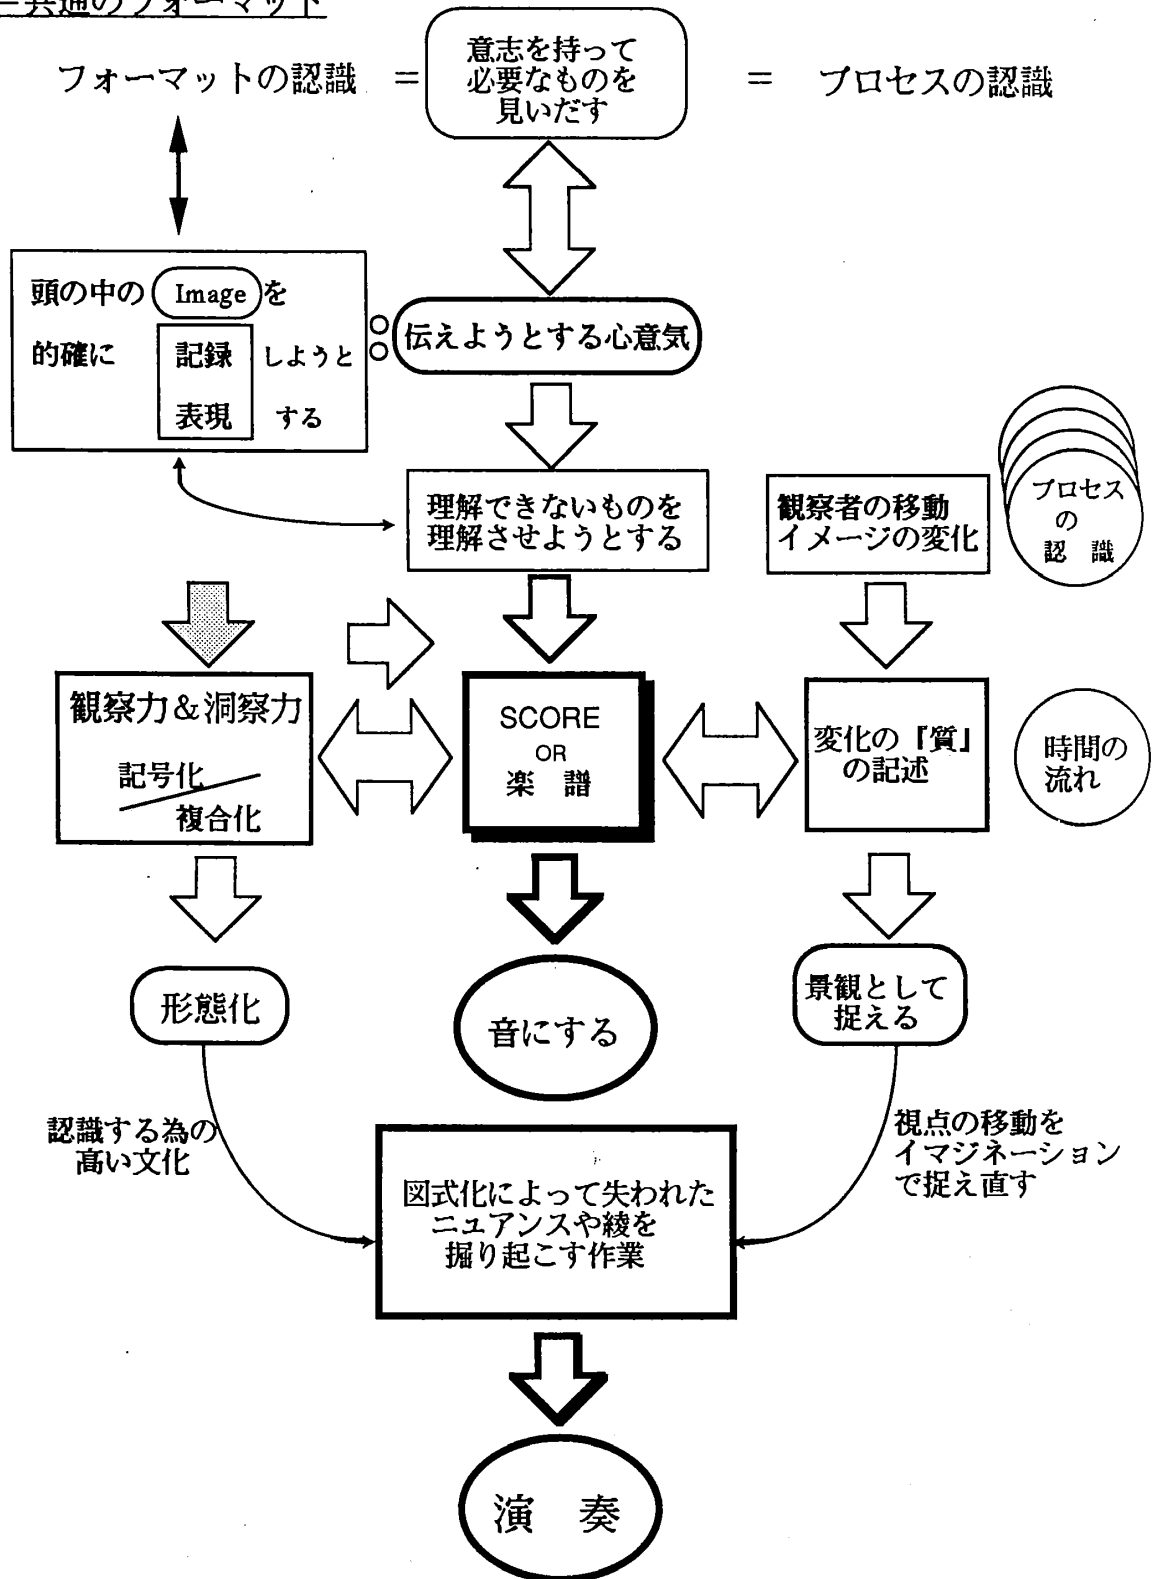 =共通のフォーマット
フォーマットの認識 = 意志を持って必要なものを見いだす = プロセスの認識
頭の中の Image を
的確に 記録 しようと
表現 する
伝えようとする心意気
理解できないものを
理解させようとする
観察者の移動
イメージの変化
プロセス
の
認 識
観察力&洞察力
記号化
複合化
SCORE
OR
楽 譜
変化の『質』
の記述
時間の
流れ
形態化
音にする
景観として
捉える
認識する為の
高い文化
視点の移動を
イマジネーション
で捉え直す
図式化によって失われた
ニュアンスや綾を
掘り起こす作業
演 奏